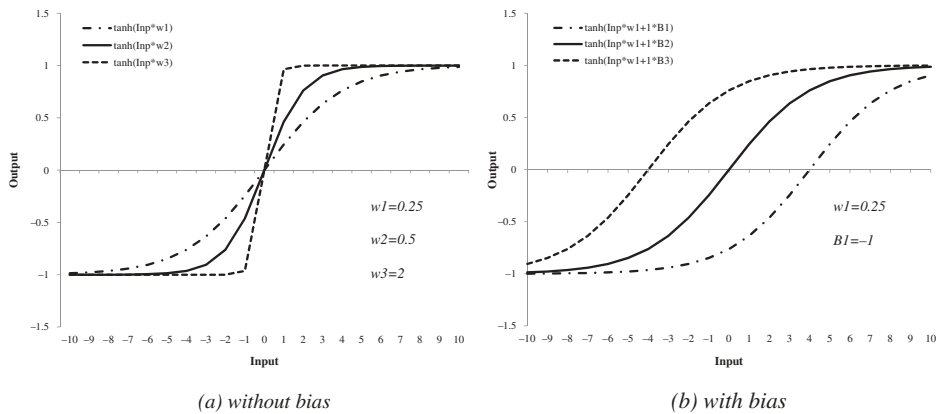 1.5
tanh(Inp*w1)
tanh(Inp*w2)
tanh(Inp*w3)
1
0.5
0
−0.5
−1
−1.5
Output
w1=0.25
w2=0.5
w3=2
−10 −9 −8 −7 −6 −5 −4 −3 −2 −1 0 1 2 3 4 5 6 7 8 9 10
Input
(a) without bias
1.5
tanh(Inp*w1+1*B1)
tanh(Inp*w1+1*B2)
tanh(Inp*w1+1*B3)
1
0.5
0
−0.5
−1
−1.5
Output
w1=0.25
B1=−1
−10 −9 −8 −7 −6 −5 −4 −3 −2 −1 0 1 2 3 4 5 6 7 8 9 10
Input
(b) with bias